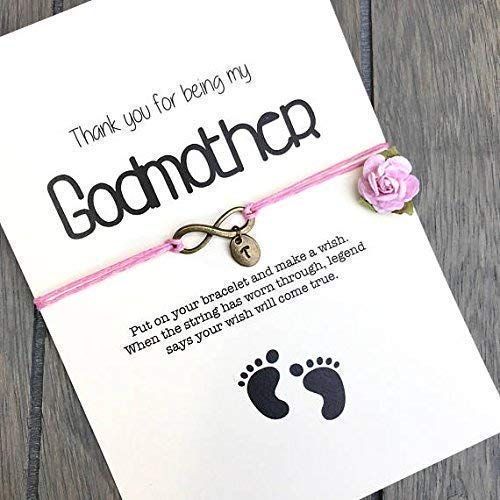 Thank you for being my
Godmother
T
Put on your bracelet and make a wish.
When the string has worn through, legend
says your wish will come true.